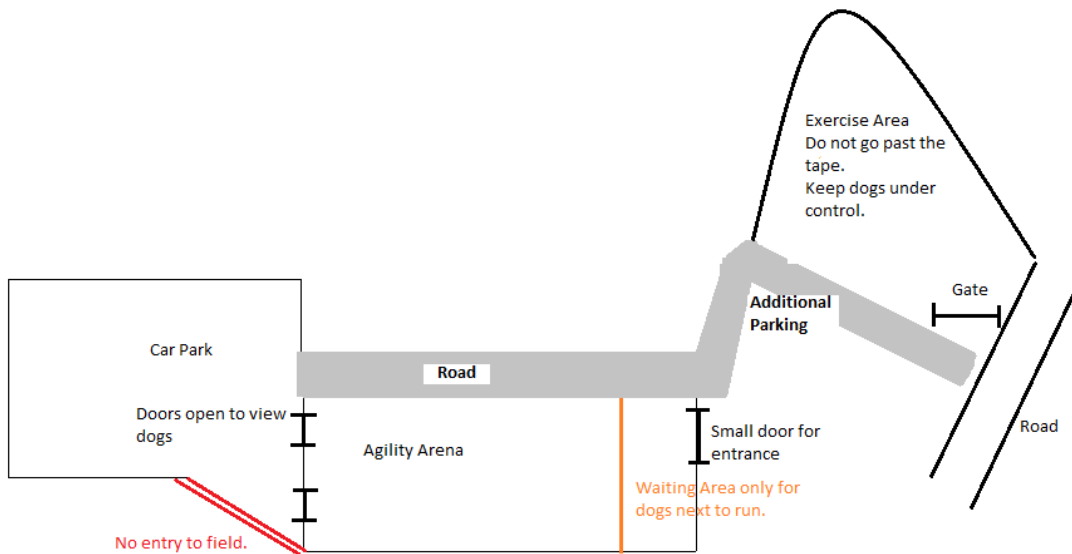 Exercise Area
Do not go past the
tape.
Keep dogs under
control.
Gate
Additional
Parking
Car Park
Road
Doors open to view
dogs
Agility Arena
Small door for
entrance
Road
Waiting Area only for
dogs next to run.
No entry to field.